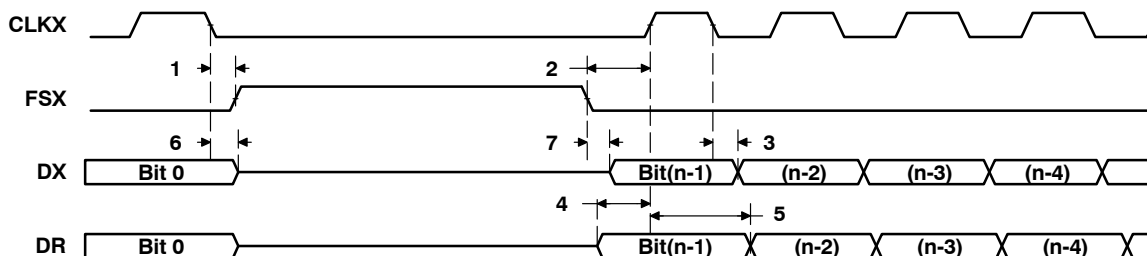 CLKX
1 2
FSX
6 7 3
DX Bit 0 Bit(n-1) (n-2) (n-3) (n-4)
4 5
DR Bit 0 Bit(n-1) (n-2) (n-3) (n-4)